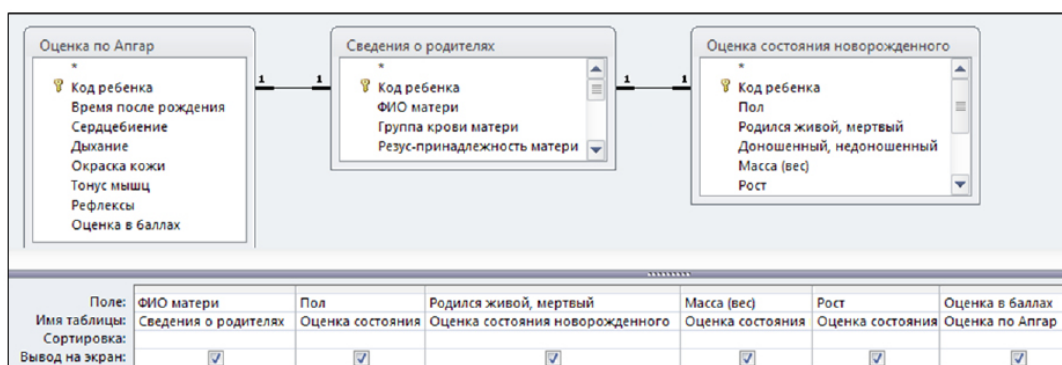 Оценка по Апгар
*
Код ребенка
Время после рождения
Сердцебиение
Дыхание
Окраска кожи
Тонус мышц
Рефлексы
Оценка в баллах
1 1
Сведения о родителях
*
Код ребенка
ФИО матери
Группа крови матери
Резус-принадлежность матери
1 1
Оценка состояния новорожденного
*
Код ребенка
Пол
Родился живой, мертвый
Доношенный, недоношенный
Масса (вес)
Рост
Поле: ФИО матери Пол Родился живой, мертвый Масса (вес) Рост Оценка в баллах
Имя таблицы: Сведения о родителях Оценка состояния Оценка состояния новорожденного Оценка состояния Оценка состояния Оценка по Апгар
Сортировка:
Вывод на экран: